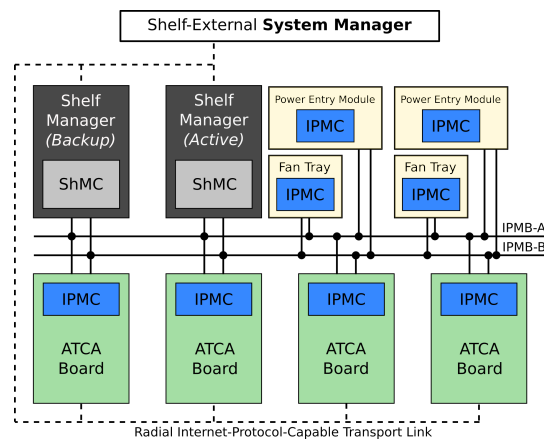 Shelf-External System Manager
Shelf
Manager
(Backup)
ShMC
Shelf
Manager
(Active)
ShMC
Power Entry Module
IPMC
Fan Tray
IPMC
Power Entry Module
IPMC
Fan Tray
IPMC
IPMB-A
IPMB-B
IPMC
ATCA
Board
IPMC
ATCA
Board
IPMC
ATCA
Board
IPMC
ATCA
Board
Radial Internet-Protocol-Capable Transport Link